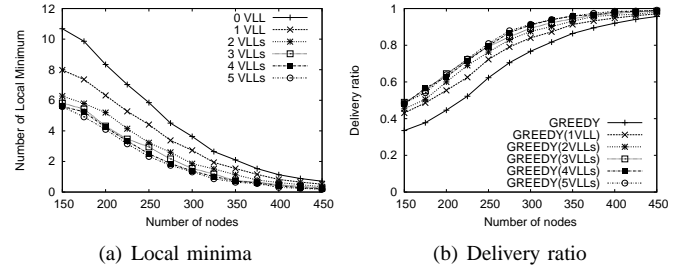 Number of Local Minimum
12
10
8
6
4
2
0
0 VLL
1 VLL
2 VLLs
3 VLLs
4 VLLs
5 VLLs
150 200 250 300 350 400 450
Number of nodes
(a) Local minima
Delivery ratio
1
0.8
0.6
0.4
0.2
0
GREEDY
GREEDY(1VLL)
GREEDY(2VLLs)
GREEDY(3VLLs)
GREEDY(4VLLs)
GREEDY(5VLLs)
150 200 250 300 350 400 450
Number of nodes
(b) Delivery ratio